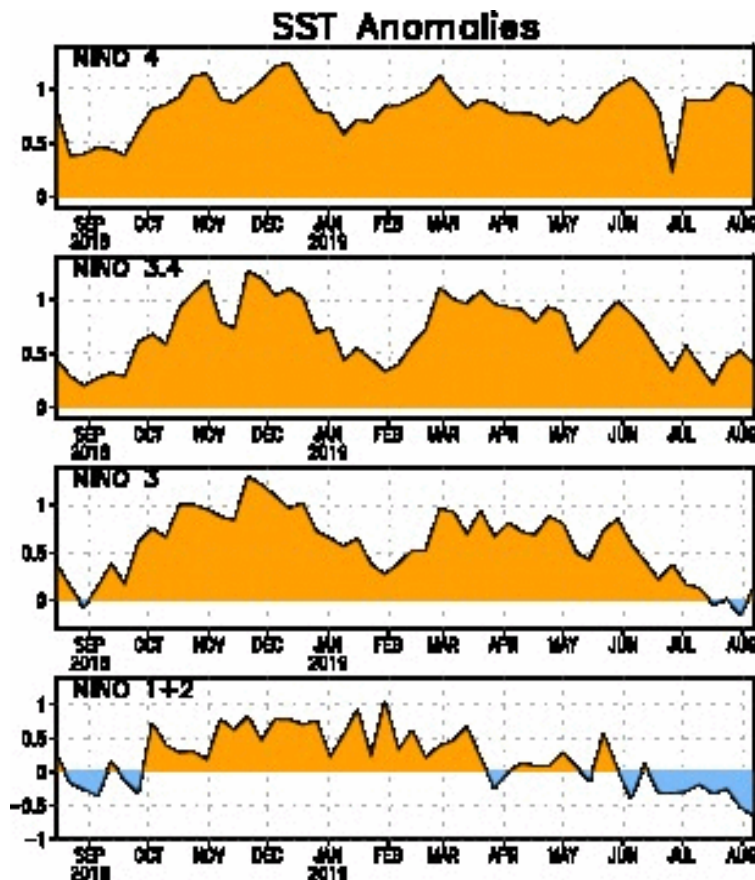 SST Anomalies
NINO 4
1
0.5
0
SEP OCT NOV DEC JAN FEB MAR APR MAY JUN JUL AUG
2018 2019
NINO 3.4
1
0.5
0
SEP OCT NOV DEC JAN FEB MAR APR MAY JUN JUL AUG
2018 2019
NINO 3
1
0.5
0
SEP OCT NOV DEC JAN FEB MAR APR MAY JUN JUL AUG
2018 2019
NINO 1+2
1
0.5
0
-0.5
-1
SEP OCT NOV DEC JAN FEB MAR APR MAY JUN JUL AUG
2018 2019